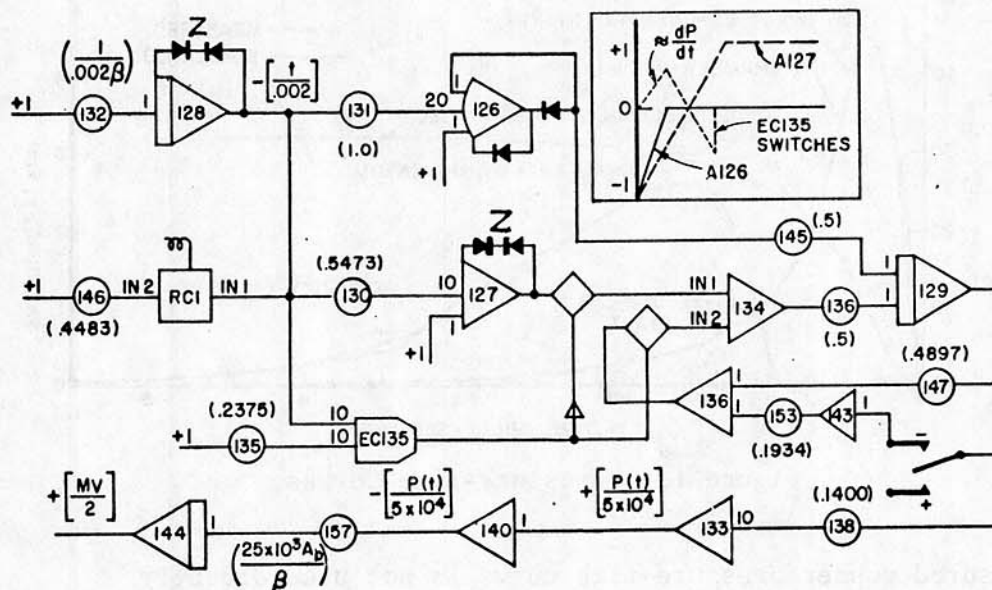 (1/.002β)
+1 132 1 128 Z
-[t/.002]
131 (1.0)
20 1 1 126
+1
+1 0 -1
≈ dP/dt
A127
EC135 SWITCHES
A126
+1 146 IN 2 RC1 IN 1
(.4483)
(.5473)
130 10 1 127 Z
+1
145 (.5)
1 1 129
IN 1 IN 2 134
136 (.5)
(.4897)
147
136 1 1
153 (.1934)
143 1
- +
(.2375)
+1 135 10 10 EC135
+[MV/2]
144 1
157 (25x10³A_b/β)
-[P(t)/5x10⁴]
140 1
+[P(t)/5x10⁴]
133 10
(.1400)
138